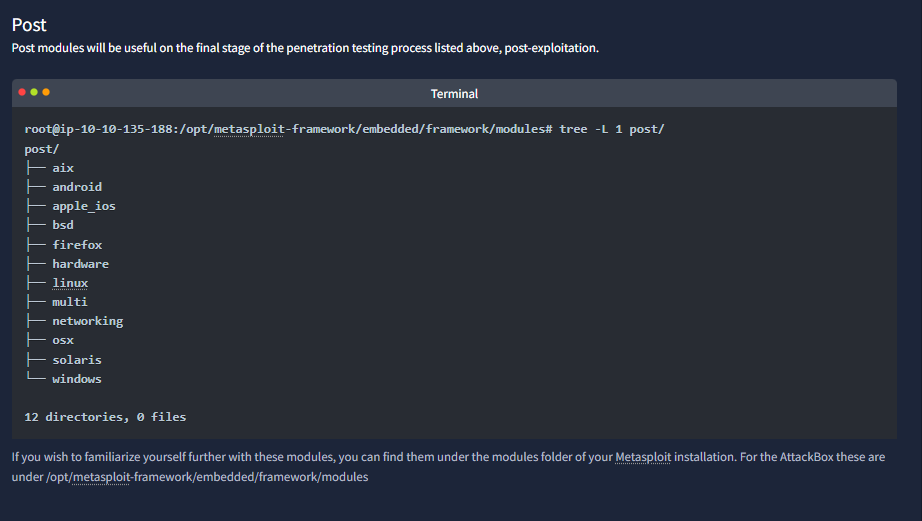 Post
Post modules will be useful on the final stage of the penetration testing process listed above, post-exploitation.
Terminal
root@ip-10-10-135-188:/opt/metasploit-framework/embedded/framework/modules# tree -L 1 post/
post/
├── aix
├── android
├── apple_ios
├── bsd
├── firefox
├── hardware
├── linux
├── multi
├── networking
├── osx
├── solaris
└── windows
12 directories, 0 files
If you wish to familiarize yourself further with these modules, you can find them under the modules folder of your Metasploit installation. For the AttackBox these are
under /opt/metasploit-framework/embedded/framework/modules